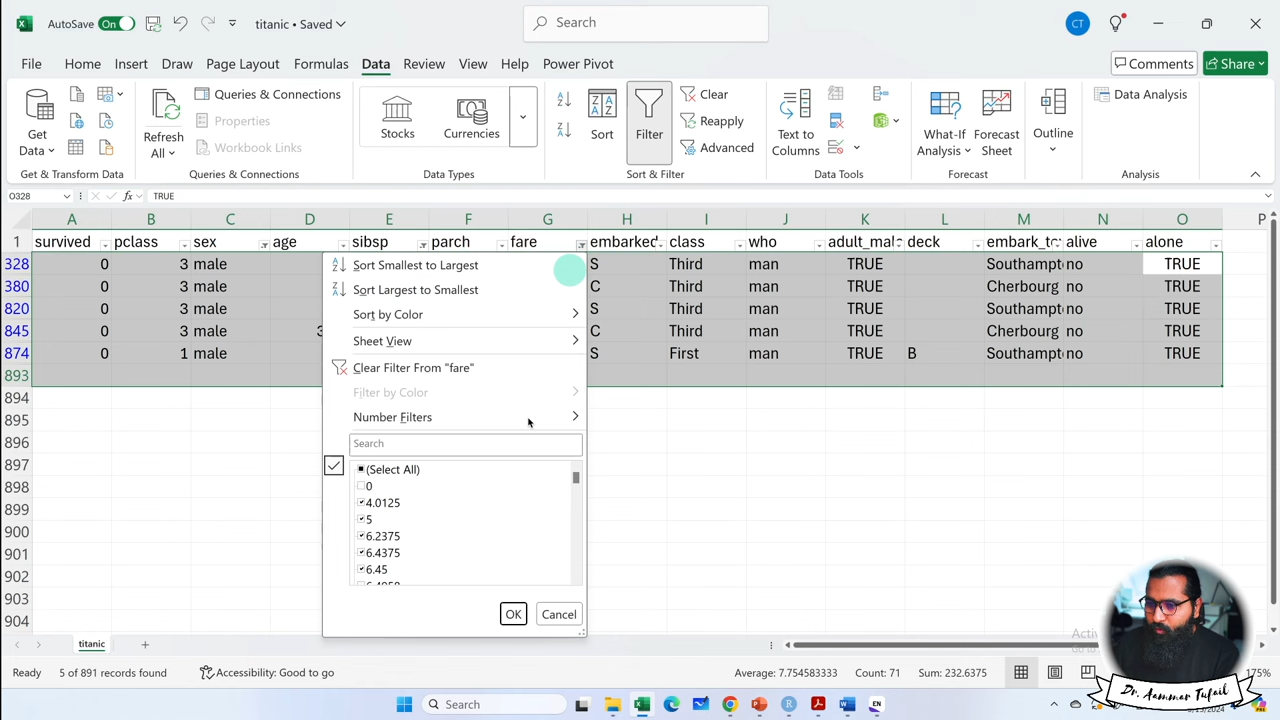 AutoSave On titanic • Saved Search CT
File Home Insert Draw Page Layout Formulas Data Review View Help Power Pivot Comments Share
Get Data Refresh All Queries & Connections Properties Workbook Links Stocks Currencies Sort Filter Clear Reapply Advanced Text to Columns What-If Analysis Forecast Sheet Outline Data Analysis
Get & Transform Data Queries & Connections Data Types Sort & Filter Data Tools Forecast Analysis
O328 fx TRUE
A B C D E F G H I J K L M N O P
1 survived pclass sex age sibsp parch fare embarked class who adult_mal deck embark_to alive alone
328 0 3 male S Third man TRUE Southampt no TRUE
380 0 3 male C Third man TRUE Cherbourg no TRUE
820 0 3 male S Third man TRUE Southampt no TRUE
845 0 3 male 3 C Third man TRUE Cherbourg no TRUE
874 0 1 male S First man TRUE B Southampt no TRUE
893
894
895
896
897
898
899
900
901
902
903
904
Sort Smallest to Largest
Sort Largest to Smallest
Sort by Color
Sheet View
Clear Filter From "fare"
Filter by Color
Number Filters
Search
(Select All)
0
4.0125
5
6.2375
6.4375
6.45
OK Cancel
titanic
Ready 5 of 891 records found Accessibility: Good to go Average: 7.754583333 Count: 71 Sum: 232.6375 175%
Search EN
Dr. Aammar Tufail